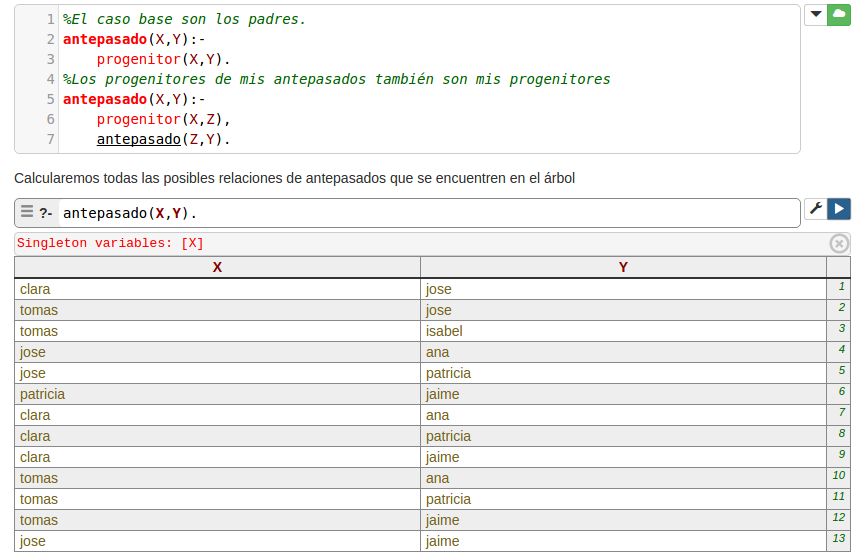 1 %El caso base son los padres.
2 antepasado(X,Y):-
3 progenitor(X,Y).
4 %Los progenitores de mis antepasados también son mis progenitores
5 antepasado(X,Y):-
6 progenitor(X,Z),
7 antepasado(Z,Y).
Calcularemos todas las posibles relaciones de antepasados que se encuentren en el árbol
?- antepasado(X,Y).
Singleton variables: [X]
X Y
clara jose 1
tomas jose 2
tomas isabel 3
jose ana 4
jose patricia 5
patricia jaime 6
clara ana 7
clara patricia 8
clara jaime 9
tomas ana 10
tomas patricia 11
tomas jaime 12
jose jaime 13